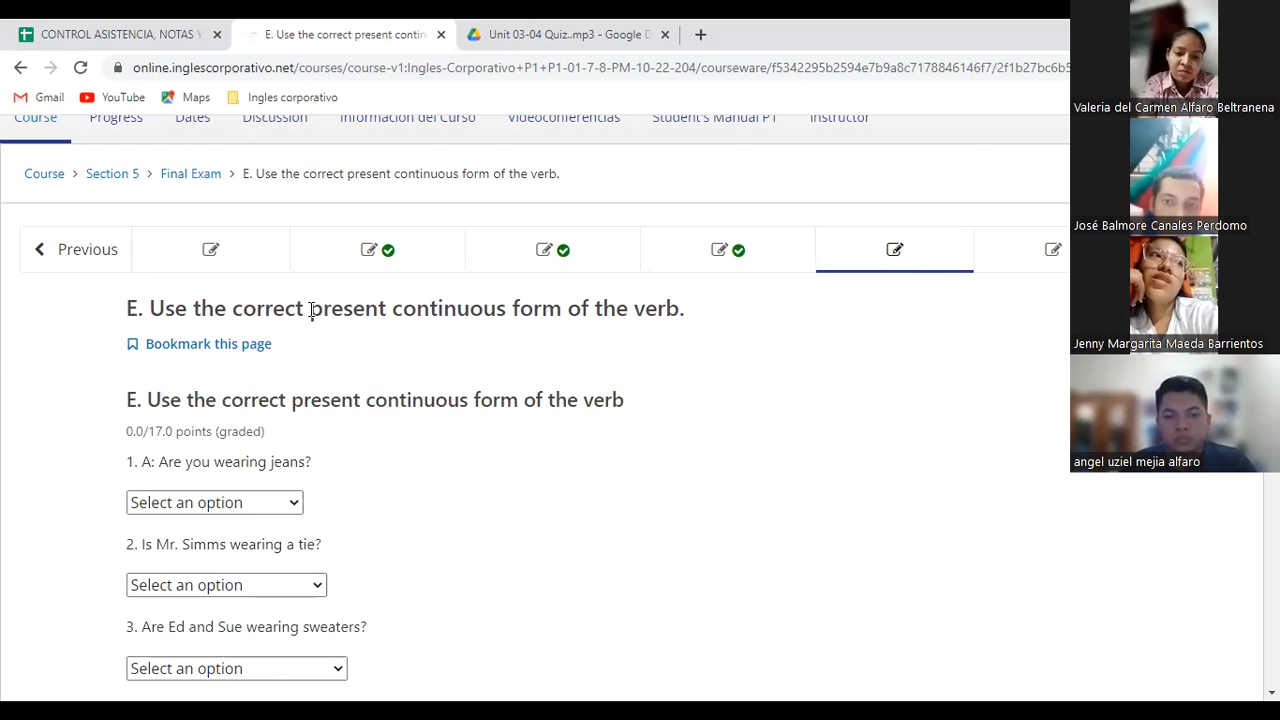 CONTROL ASISTENCIA, NOTAS Y
E. Use the correct present contin
Unit 03-04 Quiz..mp3 - Google D
online.inglescorporativo.net/courses/course-v1:Ingles-Corporativo+P1+P1-01-7-8-PM-10-22-204/courseware/f5342295b2594e7b9a8c7178846146f7/2f1b27bc6b5
Gmail YouTube Maps Ingles corporativo
Course Progress Dates Discussion Información del Curso Videoconferencias Student's Manual P1 Instructor
Course > Section 5 > Final Exam > E. Use the correct present continuous form of the verb.
Previous
E. Use the correct present continuous form of the verb.
Bookmark this page
E. Use the correct present continuous form of the verb
0.0/17.0 points (graded)
1. A: Are you wearing jeans?
Select an option
2. Is Mr. Simms wearing a tie?
Select an option
3. Are Ed and Sue wearing sweaters?
Select an option
Valeria del Carmen Alfaro Beltranena
José Balmore Canales Perdomo
Jenny Margarita Maeda Barrientos
angel uziel mejia alfaro